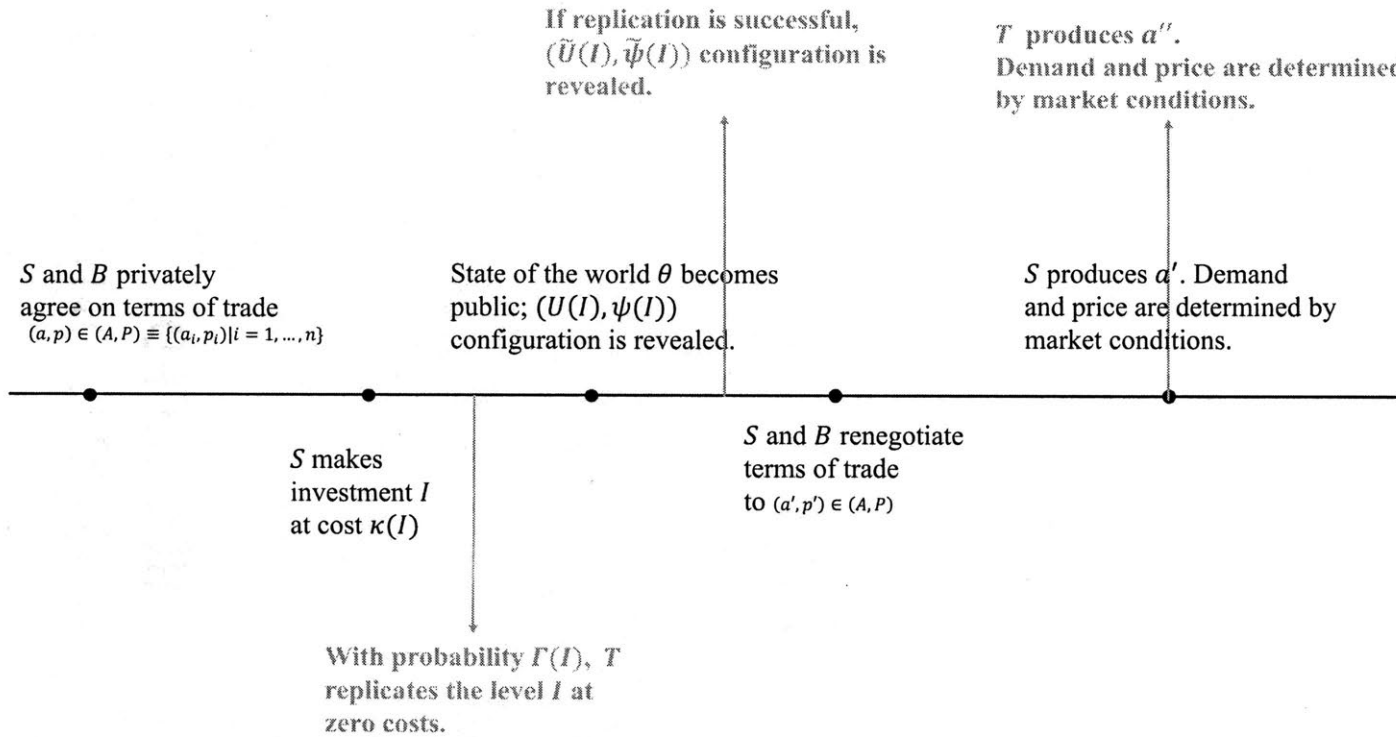 If replication is successful,
(Ũ(I), ψ̃(I)) configuration is
revealed.
T produces a′′.
Demand and price are determined
by market conditions.
S and B privately
agree on terms of trade
(a, p) ∈ (A, P) ≡ {(aᵢ, pᵢ)|i = 1, …, n}
State of the world θ becomes
public; (U(I), ψ(I))
configuration is revealed.
S produces a′. Demand
and price are determined by
market conditions.
S makes
investment I
at cost κ(I)
S and B renegotiate
terms of trade
to (a′, p′) ∈ (A, P)
With probability Γ(I), T
replicates the level I at
zero costs.